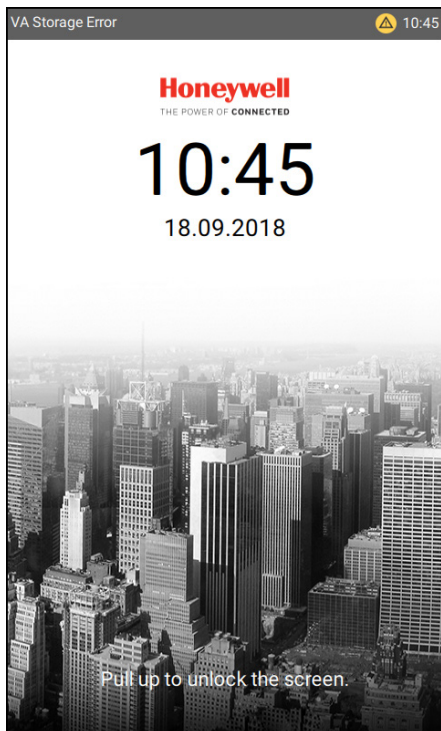 VA Storage Error 10:45
Honeywell
THE POWER OF CONNECTED
10:45
18.09.2018
Pull up to unlock the screen.